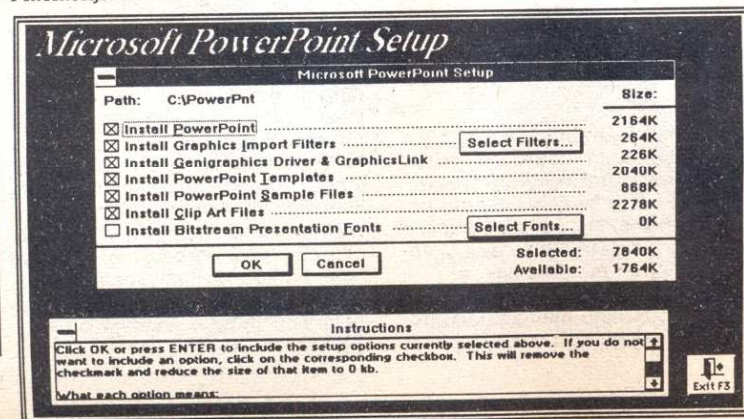 Microsoft PowerPoint Setup
Microsoft PowerPoint Setup
Path: C:\PowerPnt
Size:
Install PowerPoint 2164K
Install Graphics Import Filters Select Filters... 264K
Install Genigraphics Driver & GraphicsLink 226K
Install PowerPoint Templates 2040K
Install PowerPoint Sample Files 868K
Install Clip Art Files 2278K
Install Bitstream Presentation Fonts Select Fonts... 0K
OK Cancel
Selected: 7840K
Available: 1764K
Instructions
Click OK or press ENTER to include the setup options currently selected above. If you do not
want to include an option, click on the corresponding checkbox. This will remove the
checkmark and reduce the size of that item to 0 kb.
What each option means:
Exit F3